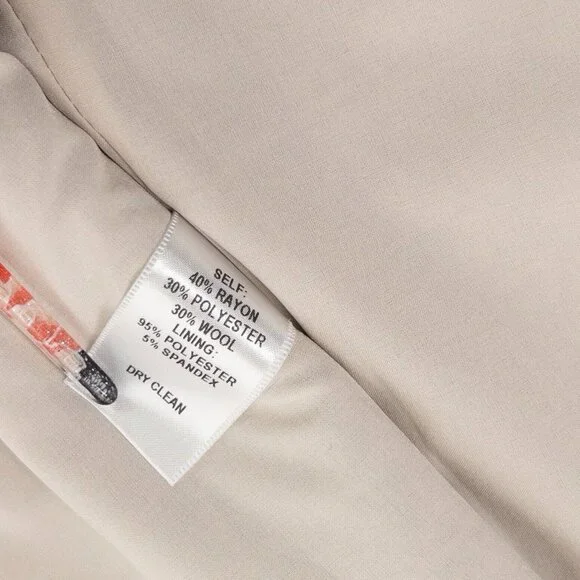 SELF:
40% RAYON
30% POLYESTER
30% WOOL
LINING:
95% POLYESTER
5% SPANDEX
DRY CLEAN